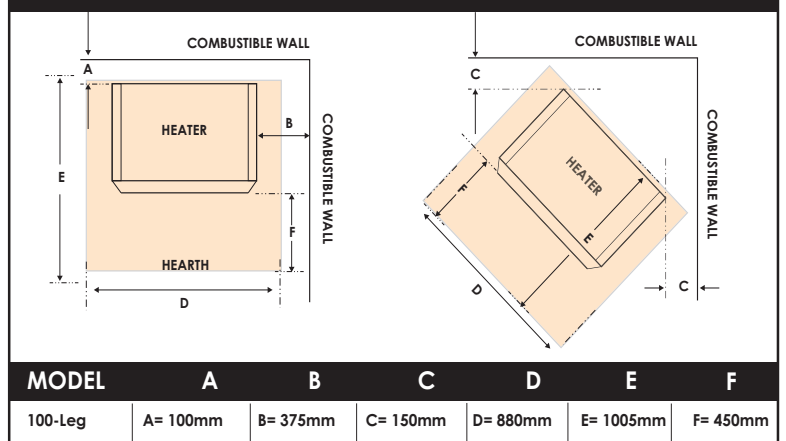 COMBUSTIBLE WALL
A
HEATER
B
COMBUSTIBLE WALL
E
F
HEARTH
D
COMBUSTIBLE WALL
C
COMBUSTIBLE WALL
HEATER
F
E
D
C
MODEL A B C D E F
100-Leg A= 100mm B= 375mm C= 150mm D= 880mm E= 1005mm F= 450mm